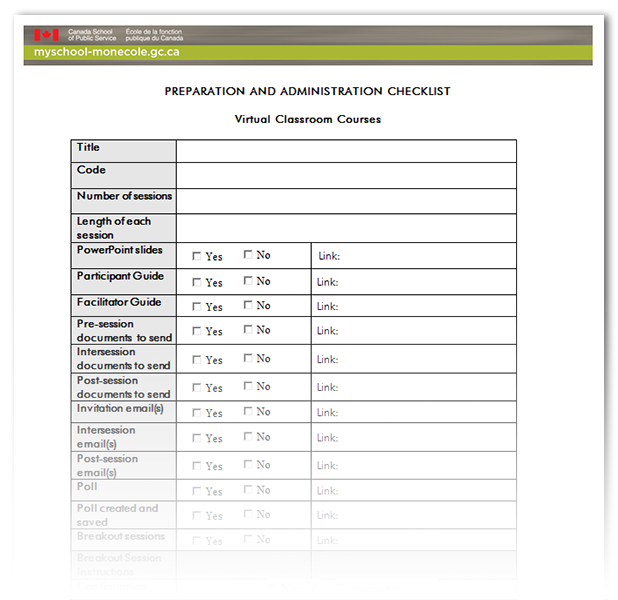 Canada School École de la fonction
of Public Service publique du Canada
myschool-monecole.gc.ca
PREPARATION AND ADMINISTRATION CHECKLIST
Virtual Classroom Courses
Title
Code
Number of sessions
Length of each
session
PowerPoint slides Yes No Link:
Participant Guide Yes No Link:
Facilitator Guide Yes No Link:
Pre-session
documents to send Yes No Link:
Intersession
documents to send Yes No Link:
Post-session
documents to send Yes No Link:
Invitation email(s) Yes No Link:
Intersession
email(s) Yes No Link:
Post-session
email(s) Yes No Link:
Poll Yes No Link:
Poll created and
saved Yes No Link:
Breakout sessions Yes No Link:
Breakout Session
Instructions